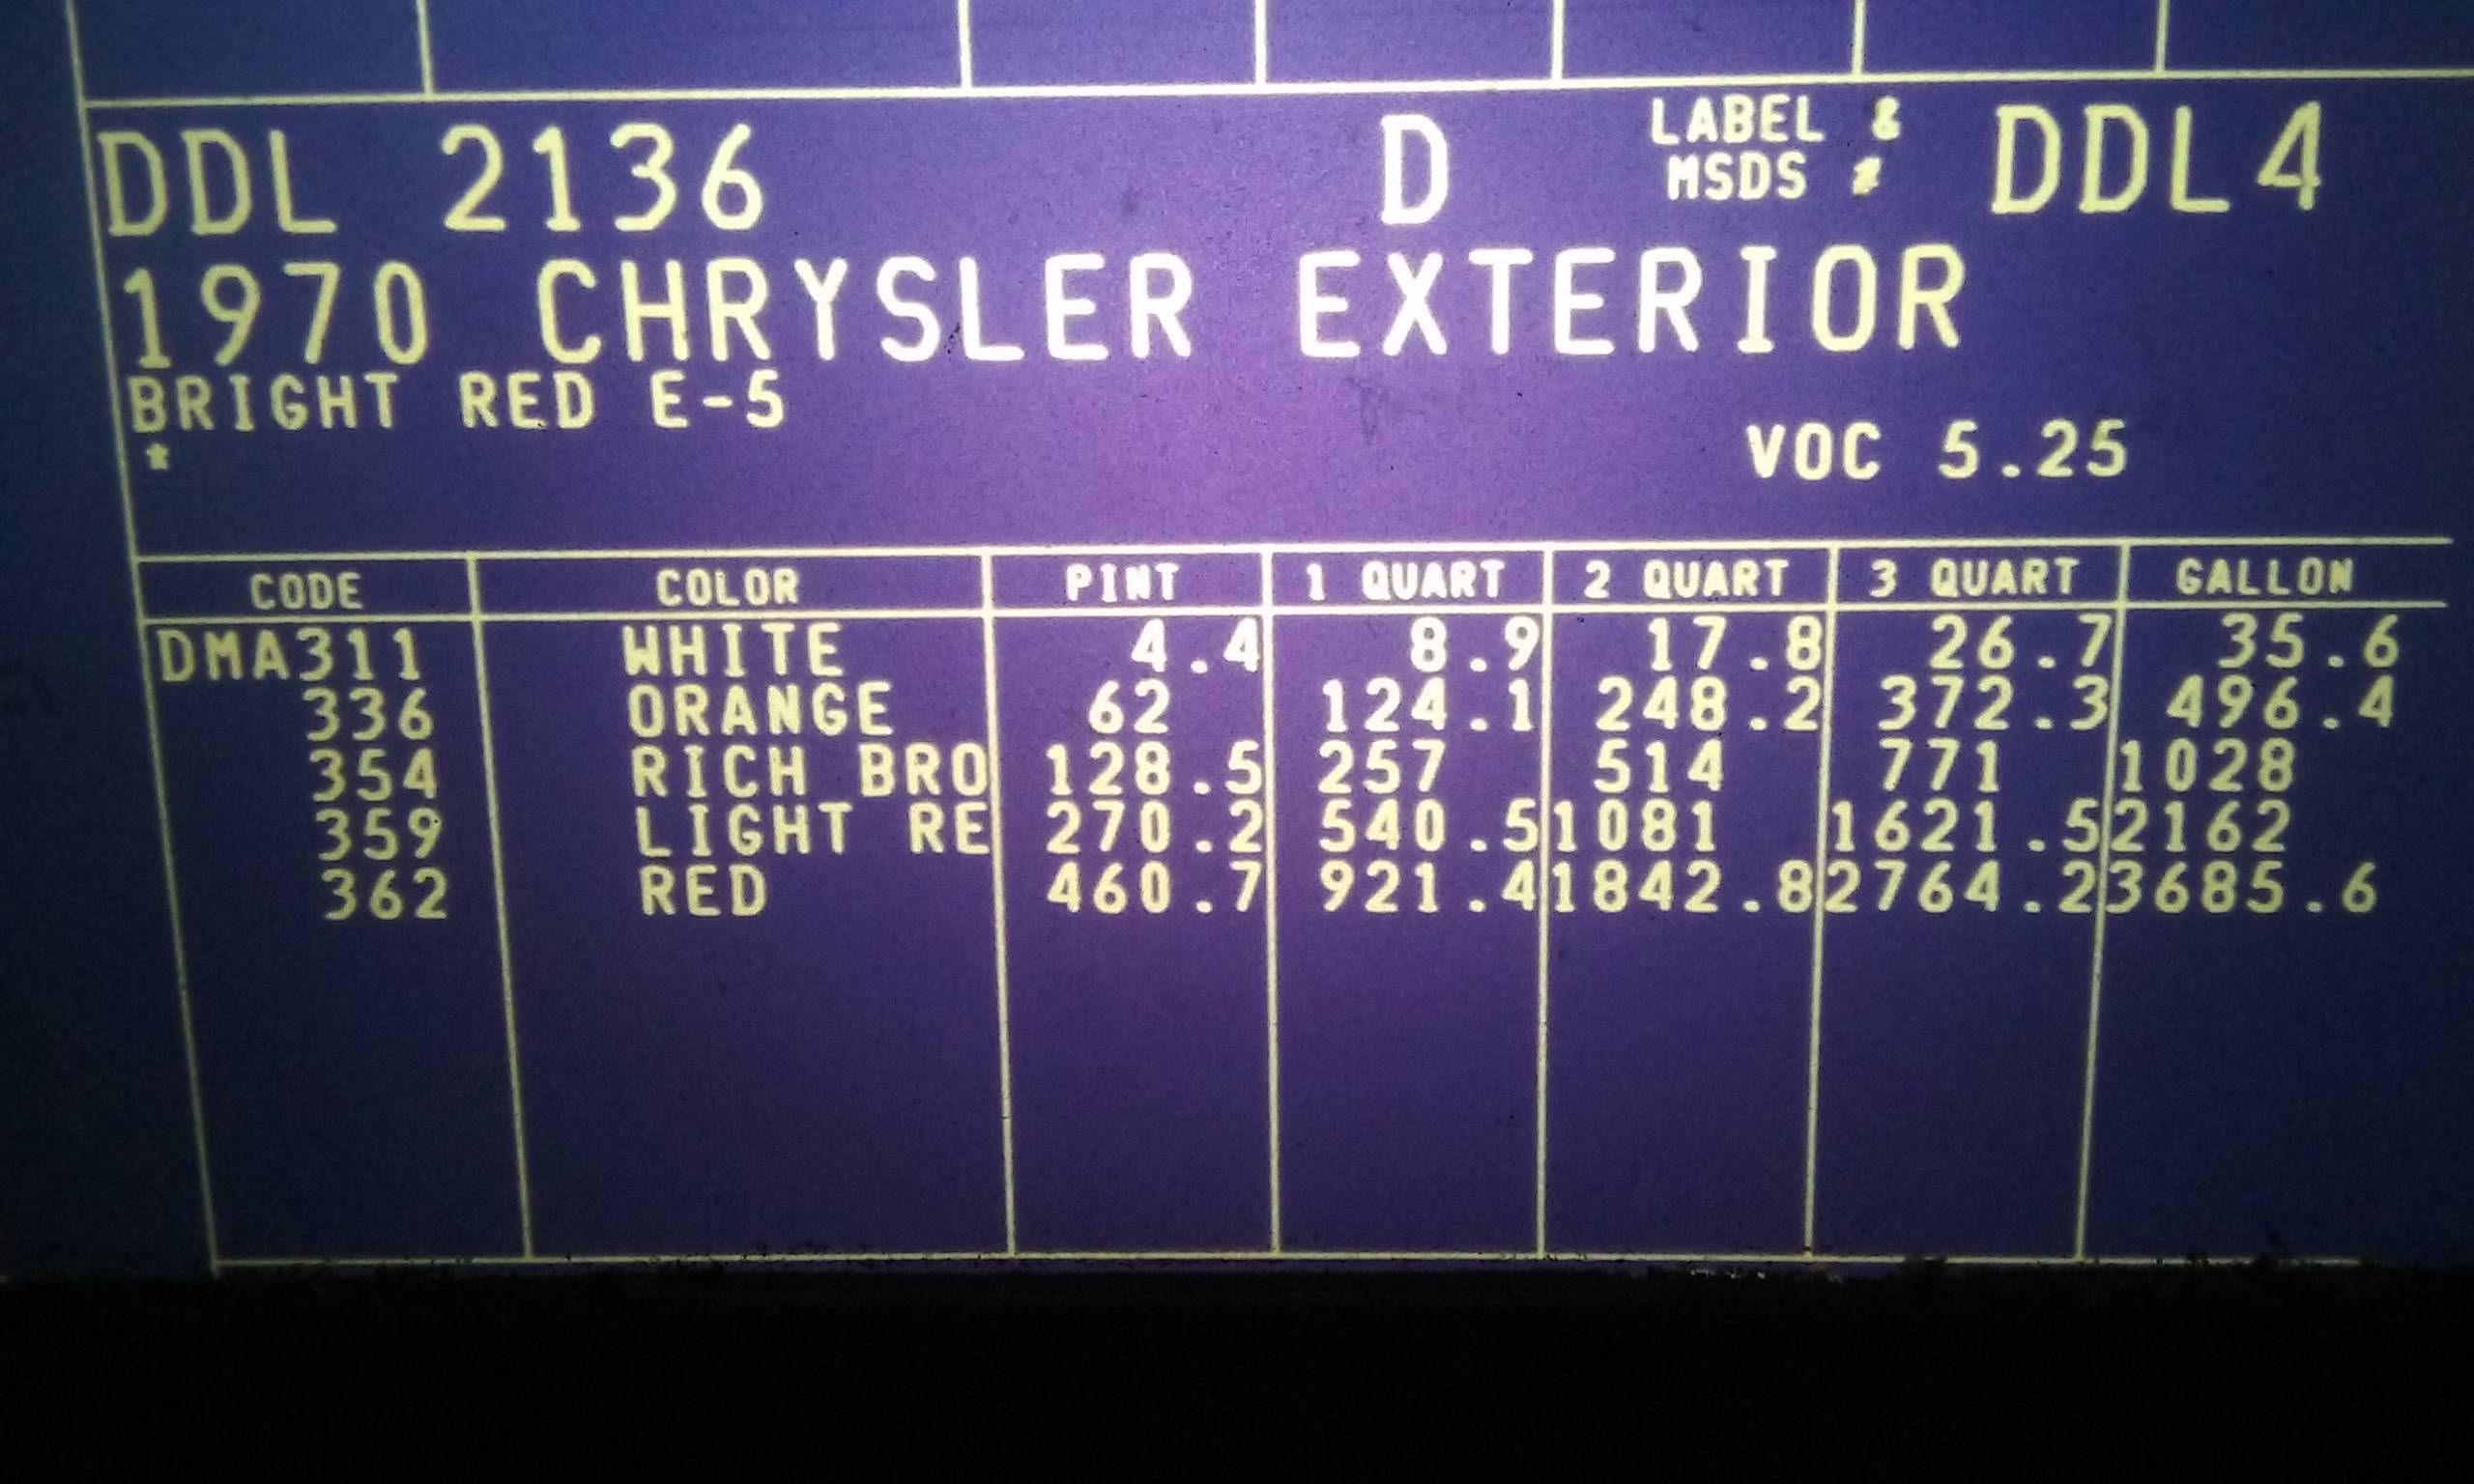 DDL 2136 D LABEL & MSDS # DDL4
1970 CHRYSLER EXTERIOR
BRIGHT RED E-5
* VOC 5.25
CODE COLOR PINT 1 QUART 2 QUART 3 QUART GALLON
DMA311 WHITE 4.4 8.9 17.8 26.7 35.6
336 ORANGE 62 124.1 248.2 372.3 496.4
354 RICH BRO 128.5 257 514 771 1028
359 LIGHT RE 270.2 540.5 1081 1621.5 2162
362 RED 460.7 921.4 1842.8 2764.2 3685.6